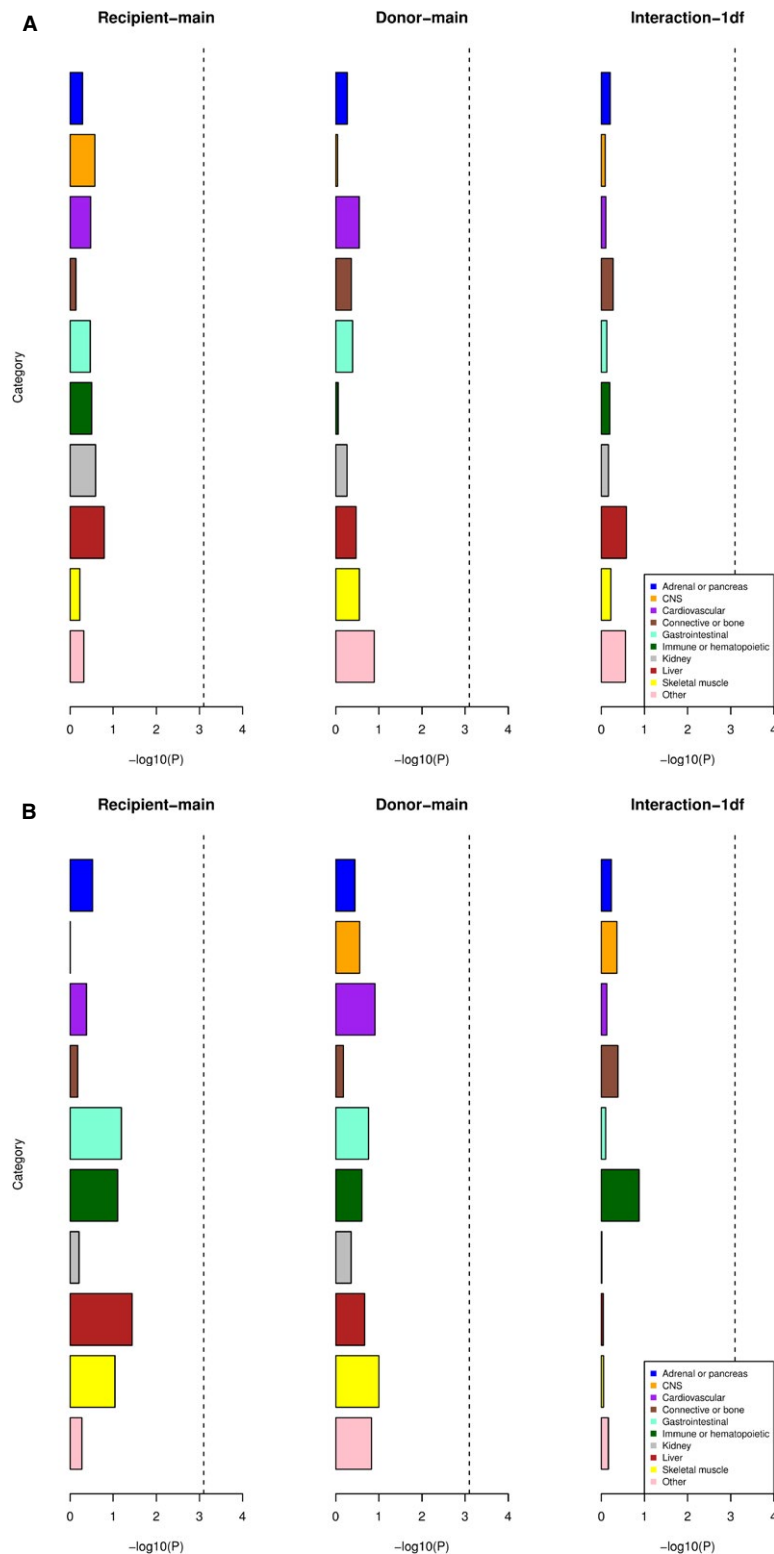 A
Recipient-main
Donor-main
Interaction-1df
Category
Adrenal or pancreas
CNS
Cardiovascular
Connective or bone
Gastrointestinal
Immune or hematopoietic
Kidney
Liver
Skeletal muscle
Other
0 1 2 3 4
0 1 2 3 4
0 1 2 3 4
-log10(P)
-log10(P)
-log10(P)
B
Recipient-main
Donor-main
Interaction-1df
Category
Adrenal or pancreas
CNS
Cardiovascular
Connective or bone
Gastrointestinal
Immune or hematopoietic
Kidney
Liver
Skeletal muscle
Other
0 1 2 3 4
0 1 2 3 4
0 1 2 3 4
-log10(P)
-log10(P)
-log10(P)